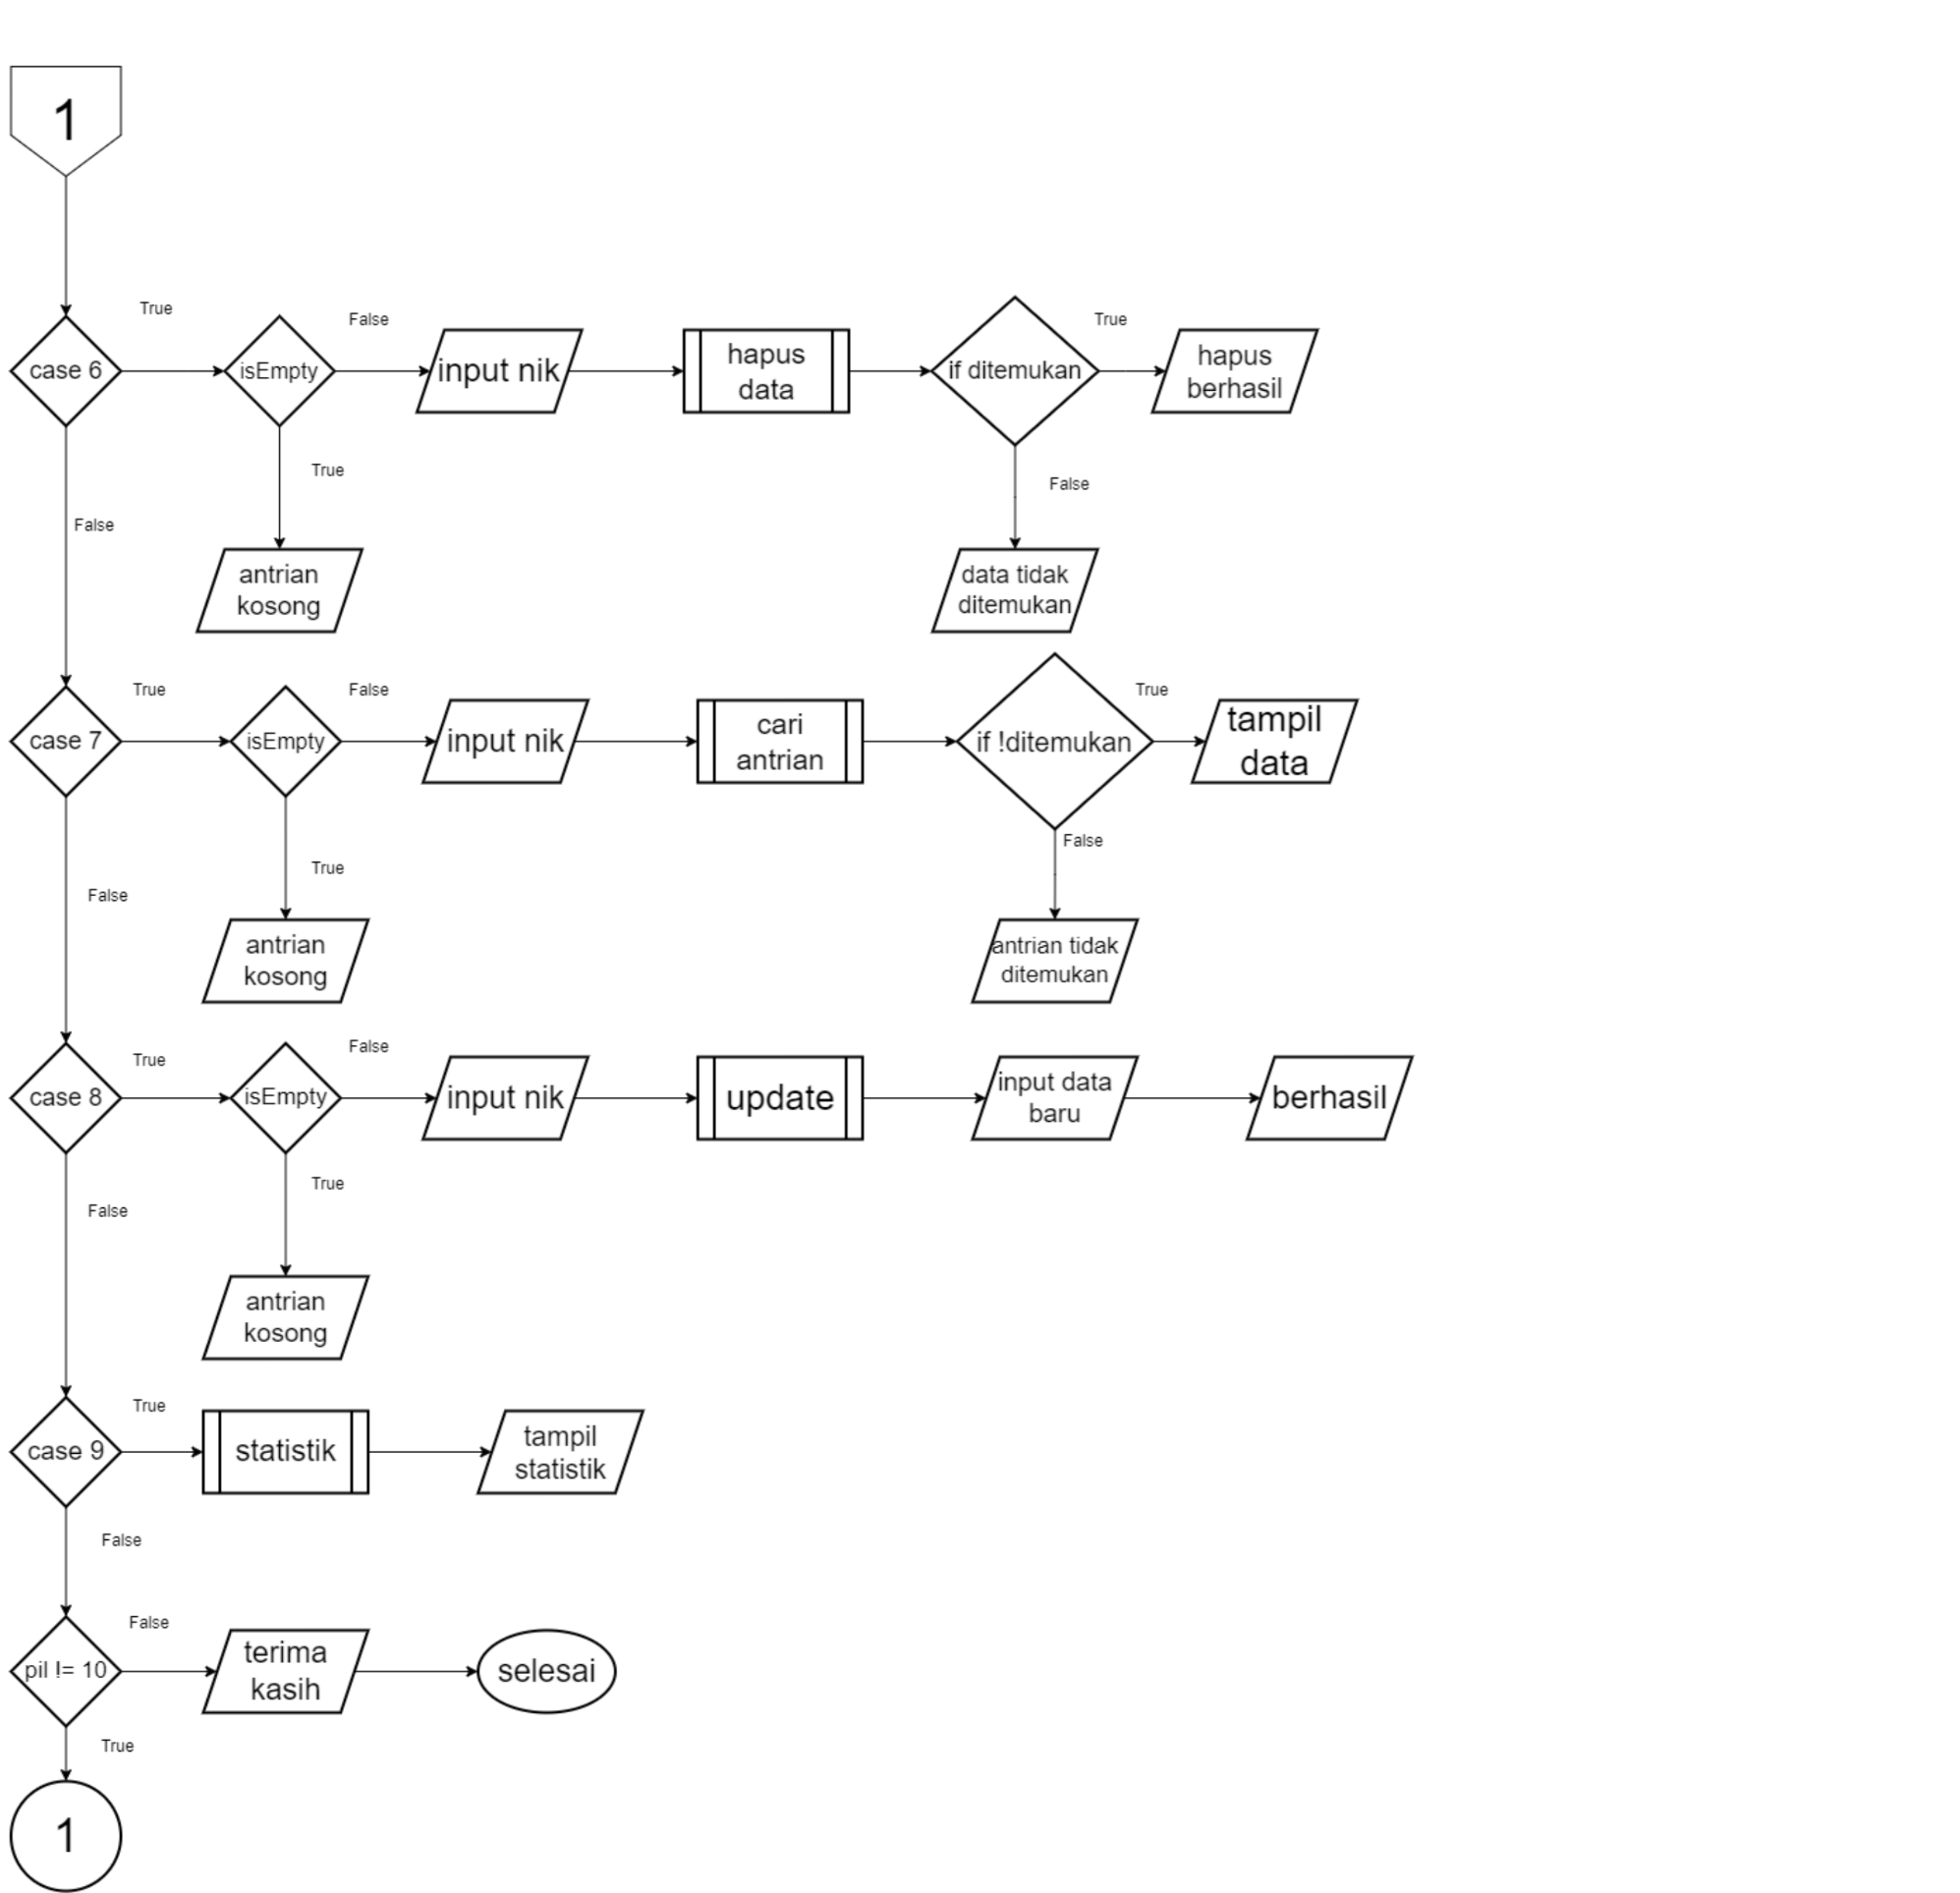 1
True
False
True
case 6
isEmpty
input nik
hapus
data
if ditemukan
hapus
berhasil
True
False
False
antrian
kosong
data tidak
ditemukan
True
False
True
case 7
isEmpty
input nik
cari
antrian
if !ditemukan
tampil
data
False
True
False
antrian
kosong
antrian tidak
ditemukan
True
False
case 8
isEmpty
input nik
update
input data
baru
berhasil
True
False
antrian
kosong
True
case 9
statistik
tampil
statistik
False
False
pil != 10
terima
kasih
selesai
True
1